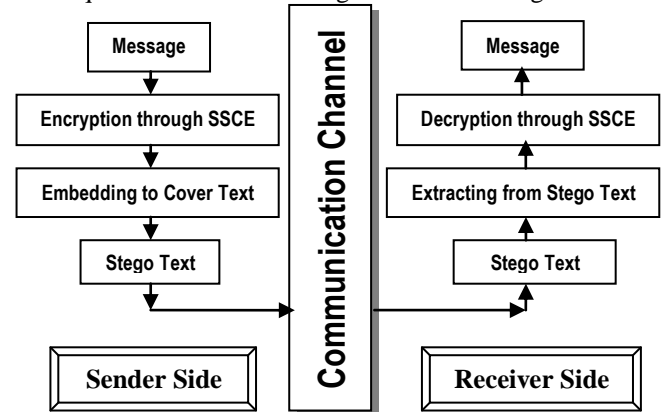 Message
Encryption through SSCE
Embedding to Cover Text
Stego Text
Sender Side
Communication Channel
Message
Decryption through SSCE
Extracting from Stego Text
Stego Text
Receiver Side